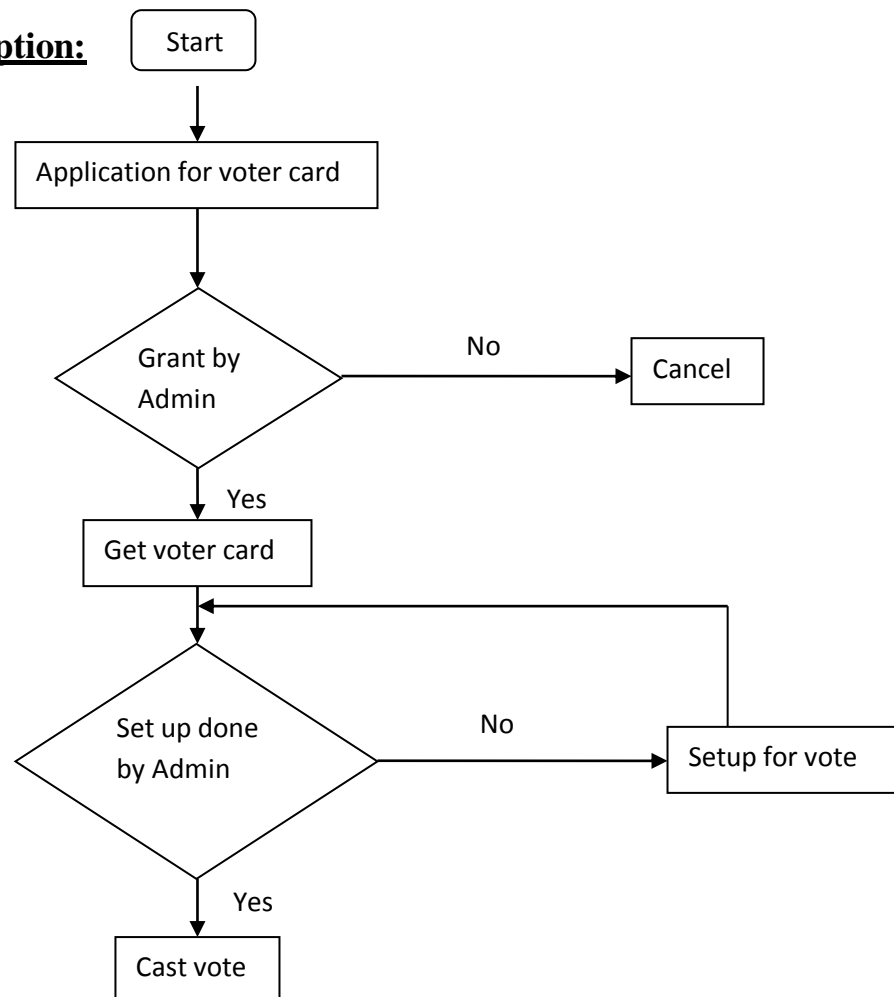 ption:
Start
Application for voter card
Grant by
Admin
No
Cancel
Yes
Get voter card
Set up done
by Admin
No
Setup for vote
Yes
Cast vote